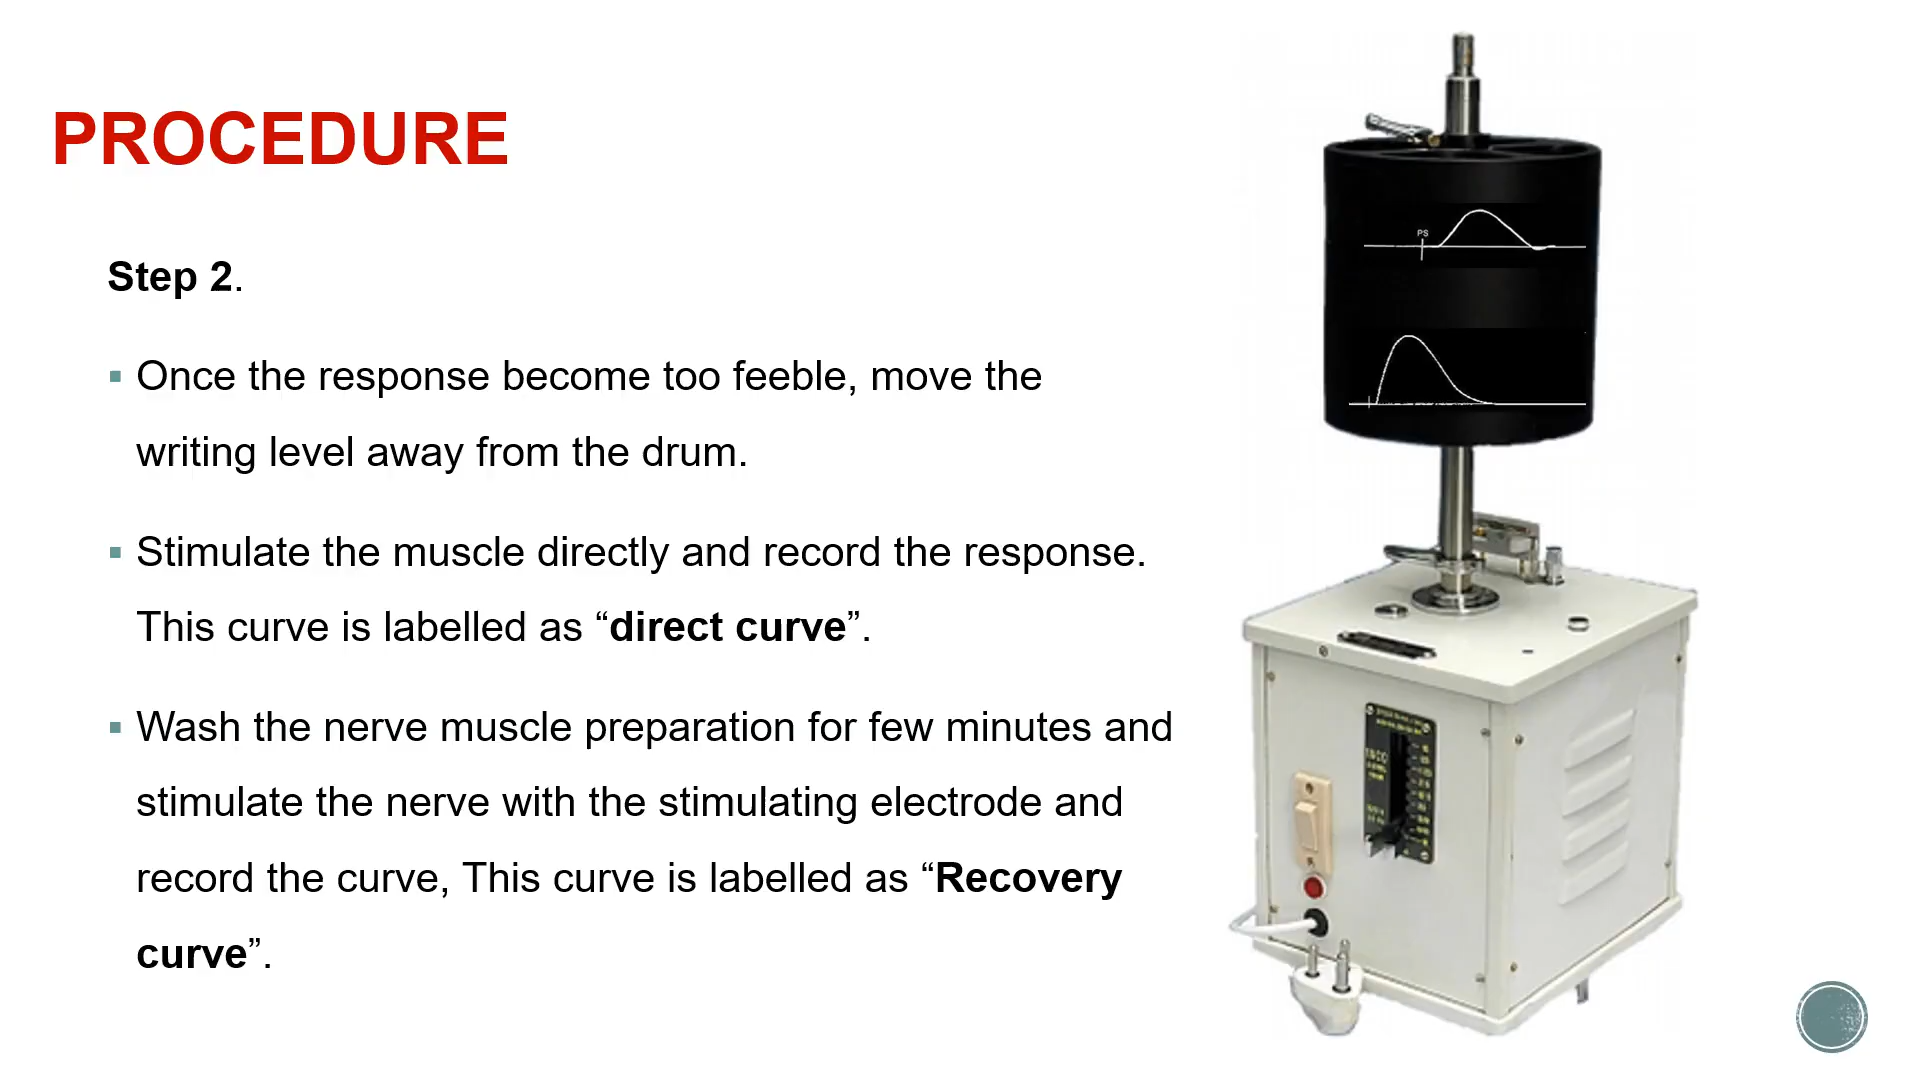 PROCEDURE
Step 2.
Once the response become too feeble, move the
writing level away from the drum.
Stimulate the muscle directly and record the response.
This curve is labelled as “direct curve”.
Wash the nerve muscle preparation for few minutes and
stimulate the nerve with the stimulating electrode and
record the curve, This curve is labelled as “Recovery
curve”.
PS